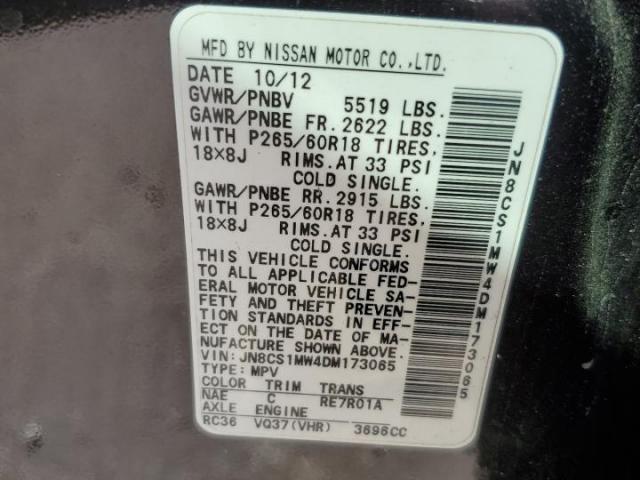 MFD BY NISSAN MOTOR CO.,LTD.
DATE 10/12
GVWR/PNBV 5519 LBS.
GAWR/PNBE FR. 2622 LBS.
WITH P265/60R18 TIRES,
18×8J RIMS.AT 33 PSI
COLD SINGLE.
GAWR/PNBE RR. 2915 LBS.
WITH P265/60R18 TIRES,
18×8J RIMS.AT 33 PSI
COLD SINGLE.
THIS VEHICLE CONFORMS
TO ALL APPLICABLE FED-
ERAL MOTOR VEHICLE SA-
FETY AND THEFT PREVEN-
TION STANDARDS IN EFF-
ECT ON THE DATE OF MA-
NUFACTURE SHOWN ABOVE.
VIN: JN8CS1MW4DM173065
TYPE: MPV
COLOR TRIM TRANS
NAE C RE7R01A
AXLE ENGINE
RC36 VQ37(VHR) 3696CC
JN8CS1MW4DM173065